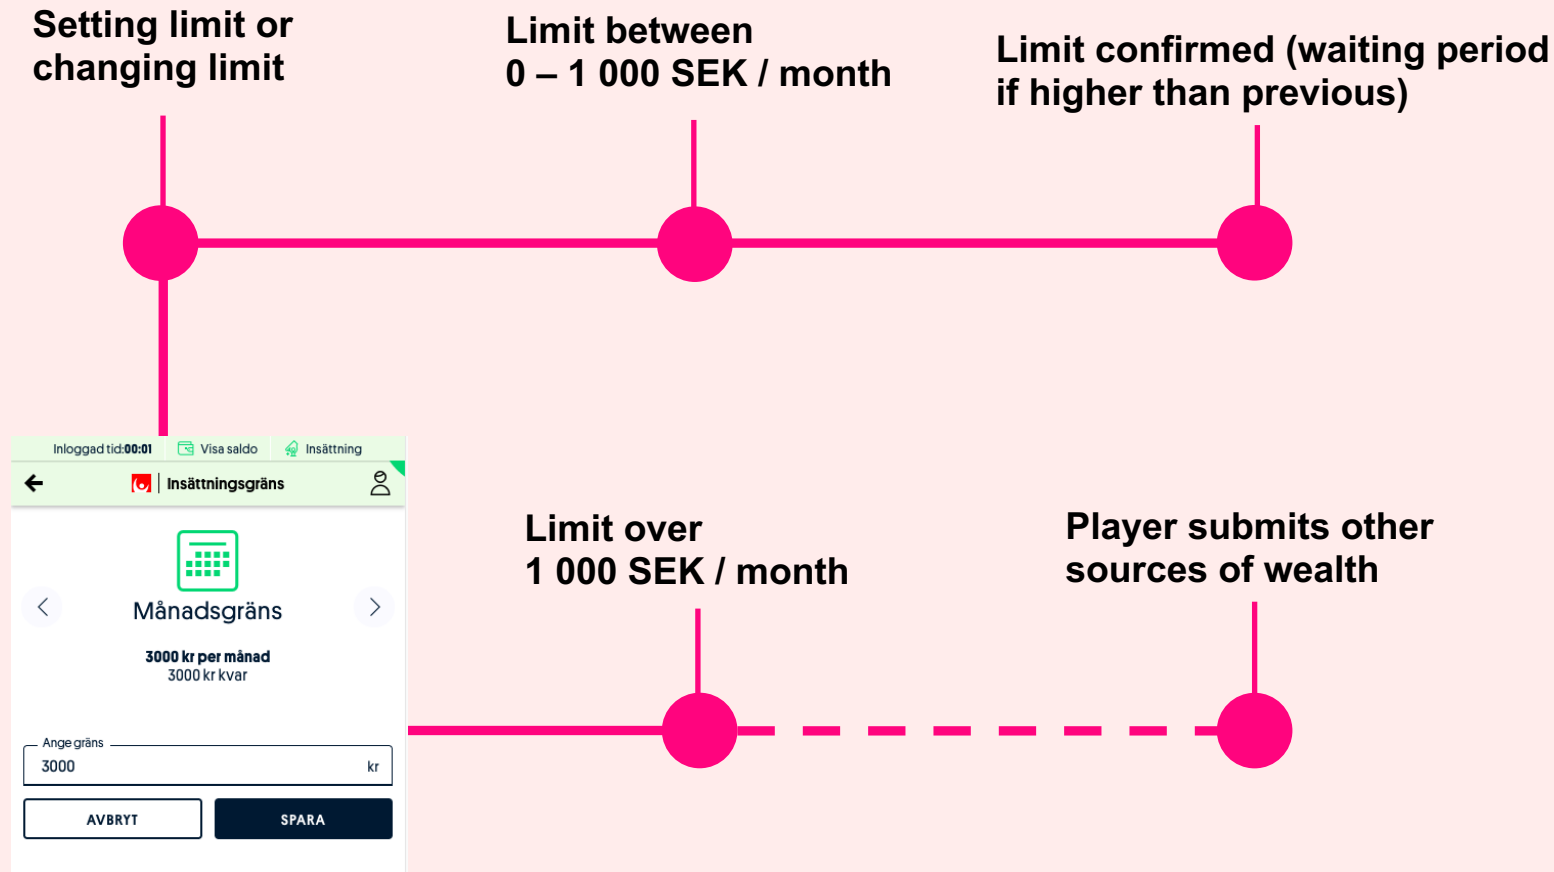 Setting limit or
changing limit
Limit between
0 – 1 000 SEK / month
Limit confirmed (waiting period
if higher than previous)
Inloggad tid:00:01
Visa saldo
Insättning
Insättningsgräns
Månadsgräns
3000 kr per månad
3000 kr kvar
Ange gräns
3000 kr
AVBRYT
SPARA
Limit over
1 000 SEK / month
Player submits other
sources of wealth